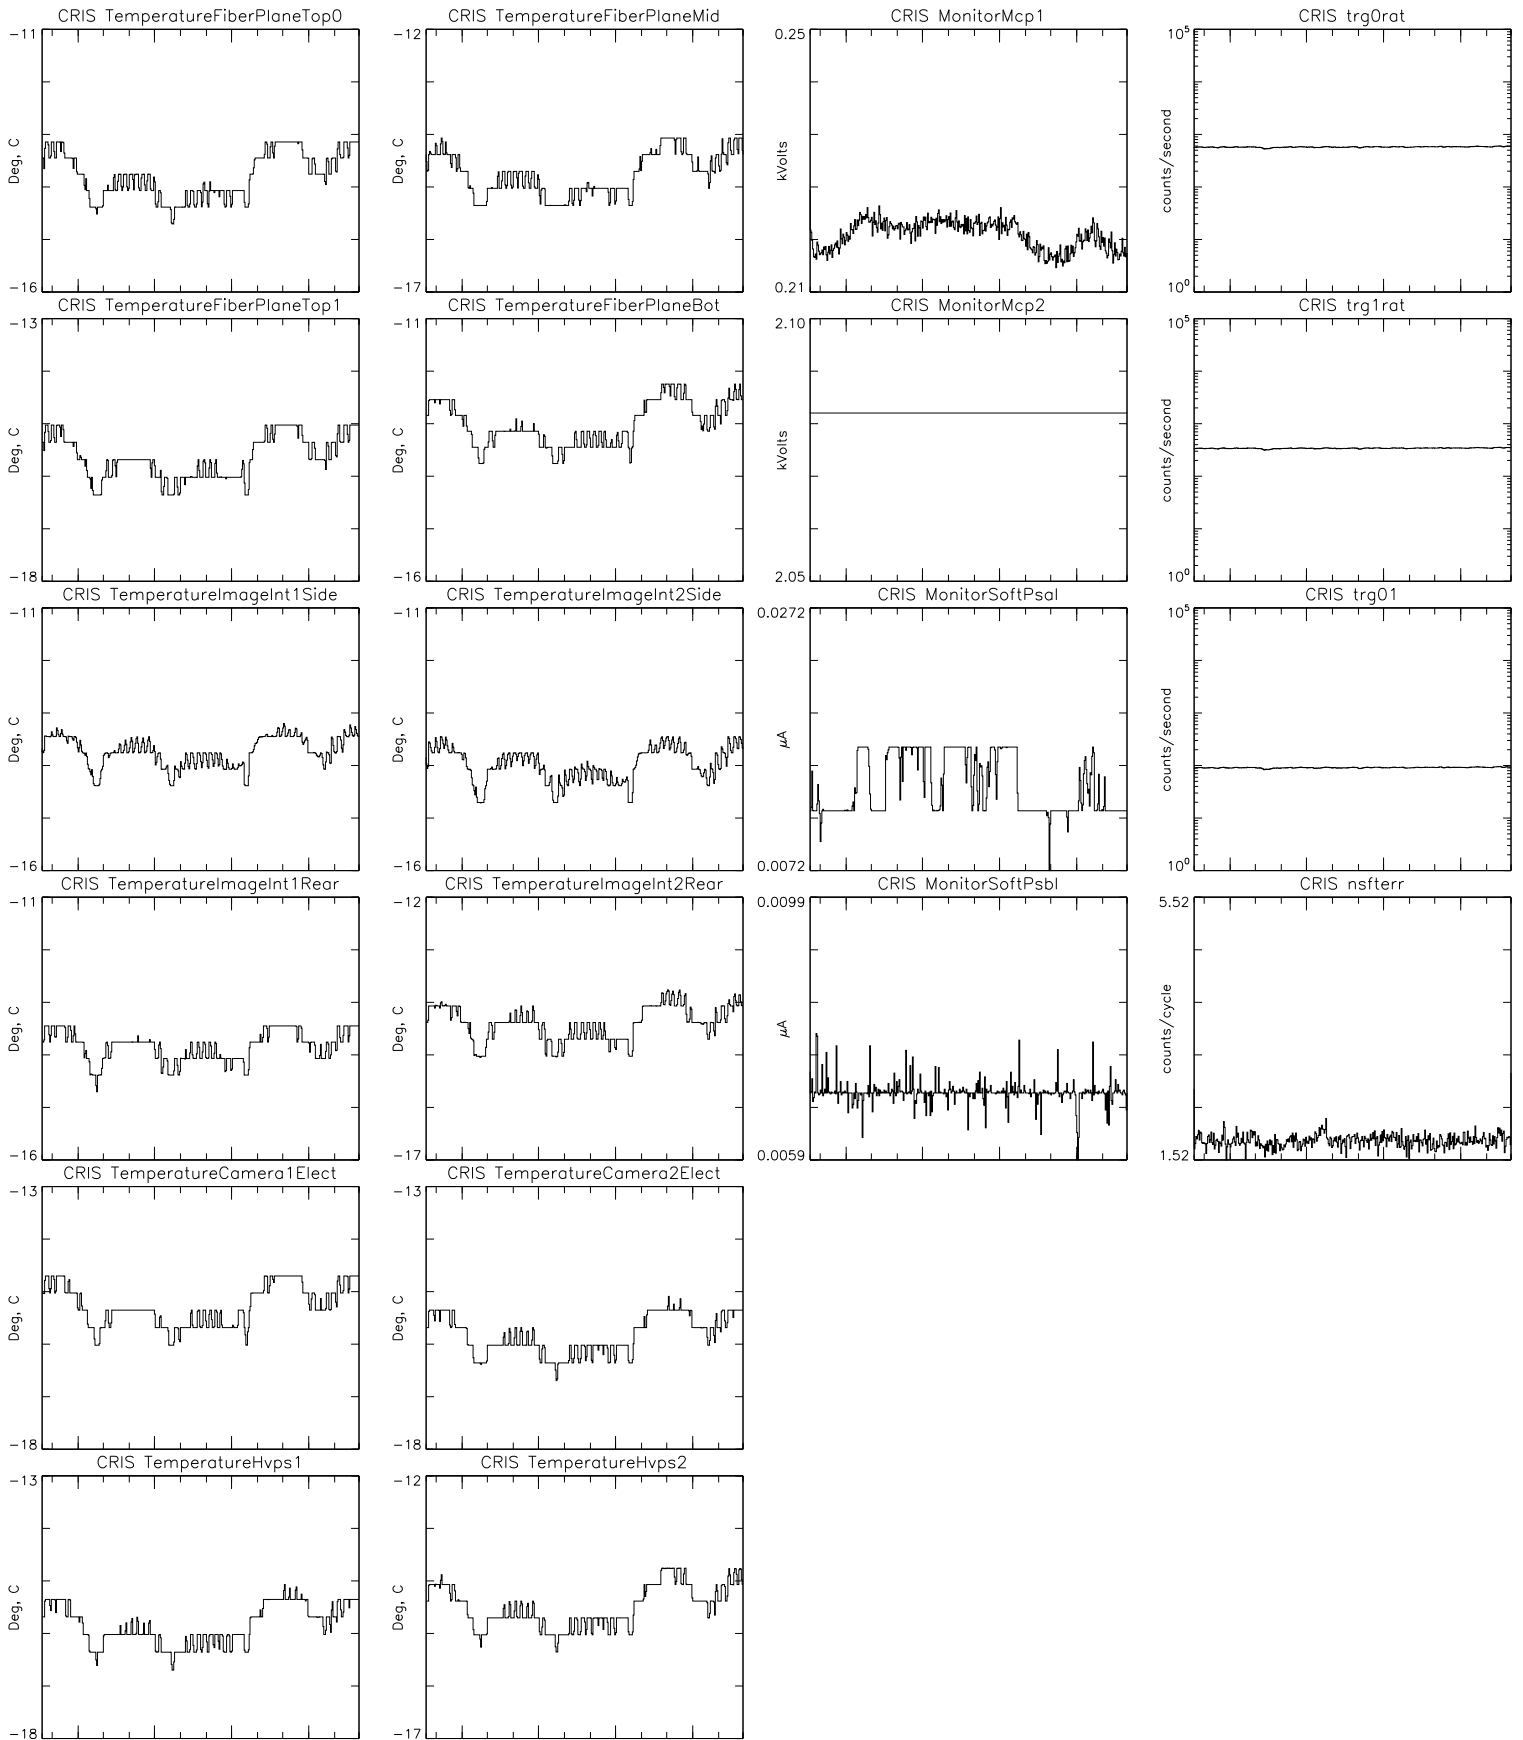 CRIS TemperatureFiberPlaneTop0
-11
Deg, C
-16
CRIS TemperatureFiberPlaneMid
-12
Deg, C
-17
CRIS MonitorMcp1
0.25
kVolts
0.21
CRIS trg0rat
10^5
counts/second
10^0
CRIS TemperatureFiberPlaneTop1
-13
Deg, C
-18
CRIS TemperatureFiberPlaneBot
-11
Deg, C
-16
CRIS MonitorMcp2
2.10
kVolts
2.05
CRIS trg1rat
10^5
counts/second
10^0
CRIS TemperatureImageInt1Side
-11
Deg, C
-16
CRIS TemperatureImageInt2Side
-11
Deg, C
-16
CRIS MonitorSoftPsaI
0.0272
μA
0.0072
CRIS trg01
10^5
counts/second
10^0
CRIS TemperatureImageInt1Rear
-11
Deg, C
-16
CRIS TemperatureImageInt2Rear
-12
Deg, C
-17
CRIS MonitorSoftPsbI
0.0099
μA
0.0059
CRIS nsfterr
5.52
counts/cycle
1.52
CRIS TemperatureCamera1Elect
-13
Deg, C
-18
CRIS TemperatureCamera2Elect
-13
Deg, C
-18
CRIS TemperatureHvps1
-13
Deg, C
-18
CRIS TemperatureHvps2
-12
Deg, C
-17